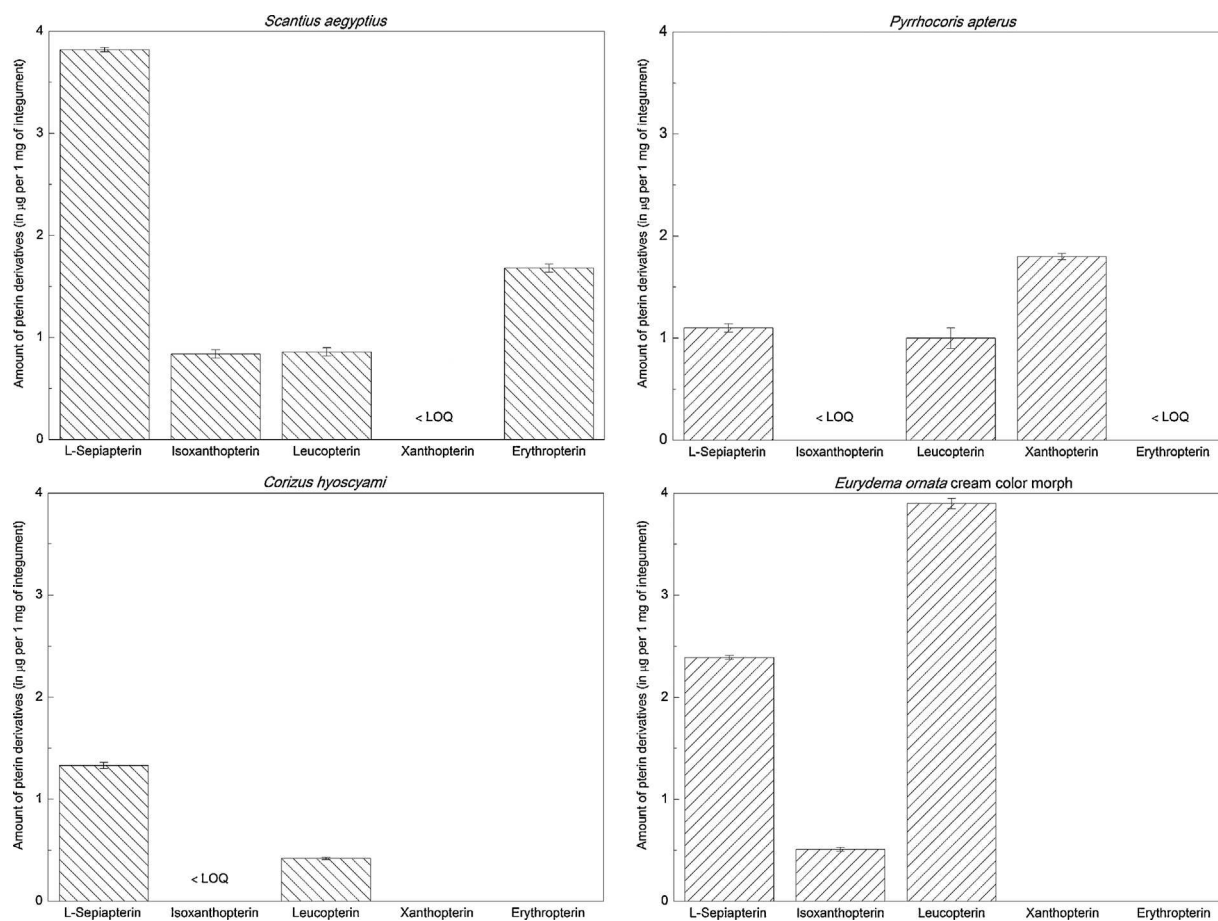 Scantius aegyptius
Amount of pterin derivatives (in µg per 1 mg of integument)
4
3
2
1
0
< LOQ
L-Sepiapterin Isoxanthopterin Leucopterin Xanthopterin Erythropterin
Pyrrhocoris apterus
Amount of pterin derivatives (in µg per 1 mg of integument)
4
3
2
1
0
< LOQ < LOQ
L-Sepiapterin Isoxanthopterin Leucopterin Xanthopterin Erythropterin
Corizus hyoscyami
Amount of pterin derivatives (in µg per 1 mg of integument)
4
3
2
1
0
< LOQ
L-Sepiapterin Isoxanthopterin Leucopterin Xanthopterin Erythropterin
Eurydema ornata cream color morph
Amount of pterin derivatives (in µg per 1 mg of integument)
4
3
2
1
0
L-Sepiapterin Isoxanthopterin Leucopterin Xanthopterin Erythropterin